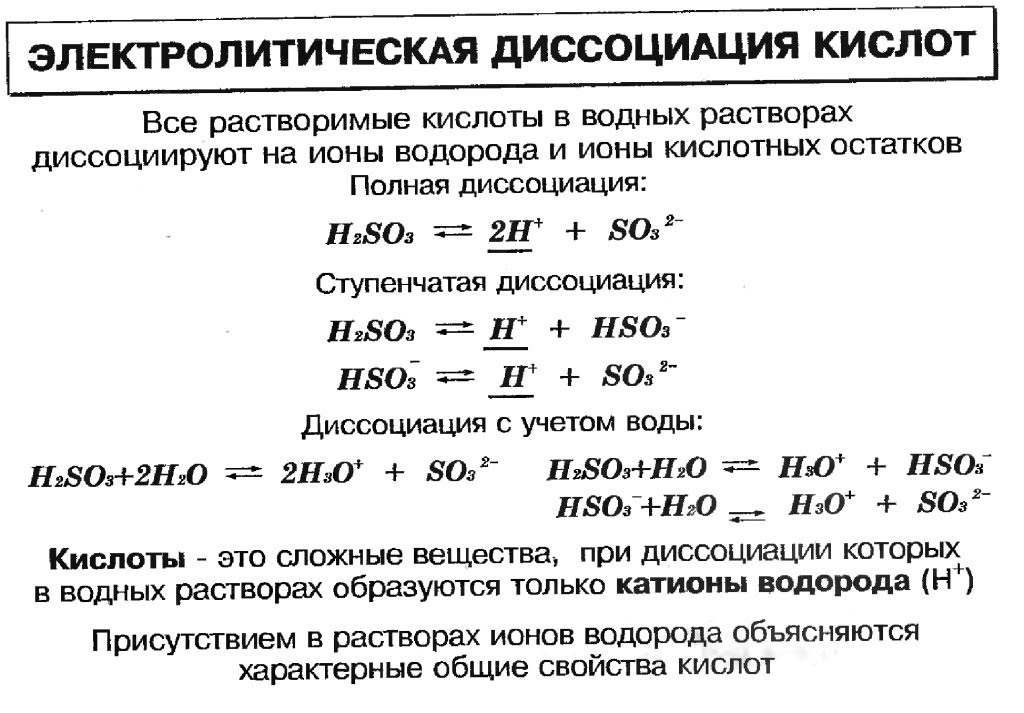 ЭЛЕКТРОЛИТИЧЕСКАЯ ДИССОЦИАЦИЯ КИСЛОТ
Все растворимые кислоты в водных растворах
диссоциируют на ионы водорода и ионы кислотных остатков
Полная диссоциация:
H₂SO₃ ⇌ 2H⁺ + SO₃²⁻
Ступенчатая диссоциация:
H₂SO₃ ⇌ H⁺ + HSO₃⁻
HSO₃⁻ ⇌ H⁺ + SO₃²⁻
Диссоциация с учетом воды:
H₂SO₃+2H₂O ⇌ 2H₃O⁺ + SO₃²⁻
H₂SO₃+H₂O ⇌ H₃O⁺ + HSO₃⁻
HSO₃⁻+H₂O ⇌ H₃O⁺ + SO₃²⁻
Кислоты - это сложные вещества, при диссоциации которых
в водных растворах образуются только катионы водорода (H⁺)
Присутствием в растворах ионов водорода объясняются
характерные общие свойства кислот